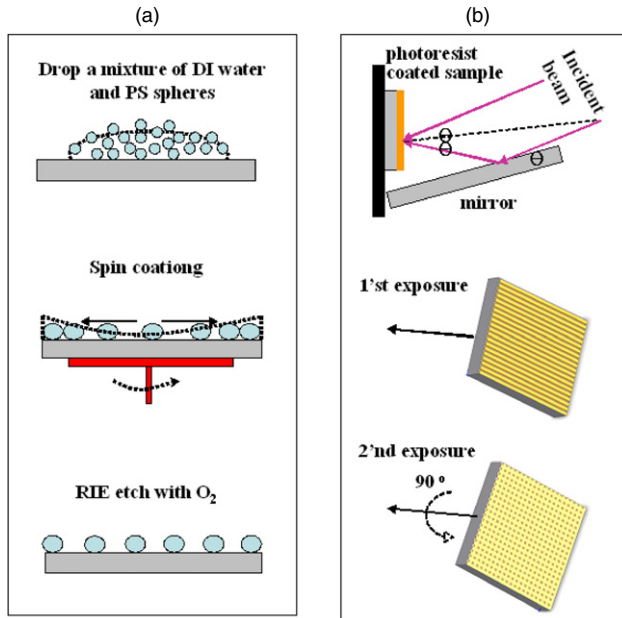 (a)
Drop a mixture of DI water
and PS spheres
Spin coationg
RIE etch with O₂
(b)
photoresist
coated sample
Incident
beam
Θ
Θ
Θ
mirror
1'st exposure
2'nd exposure
90 º